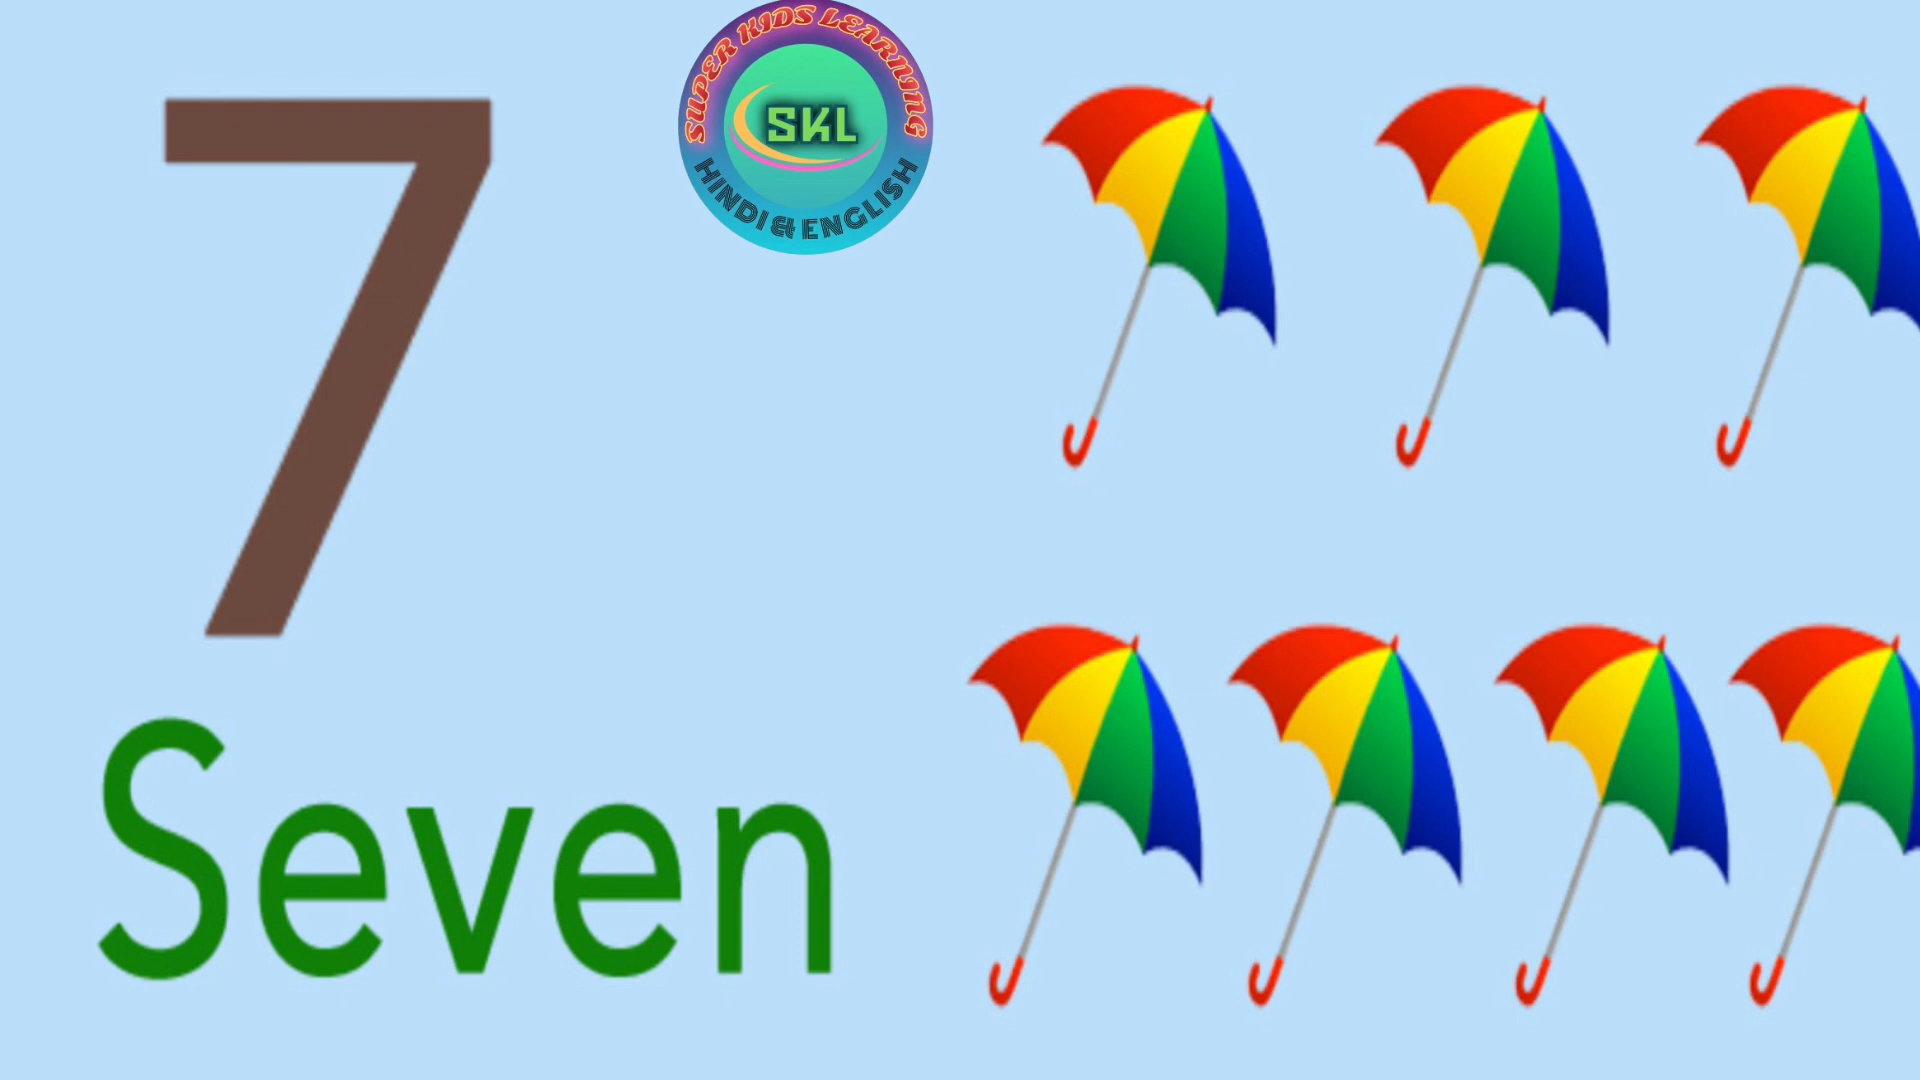 7
SUPER KIDS LEARNING
SKL
HINDI & ENGLISH
Seven